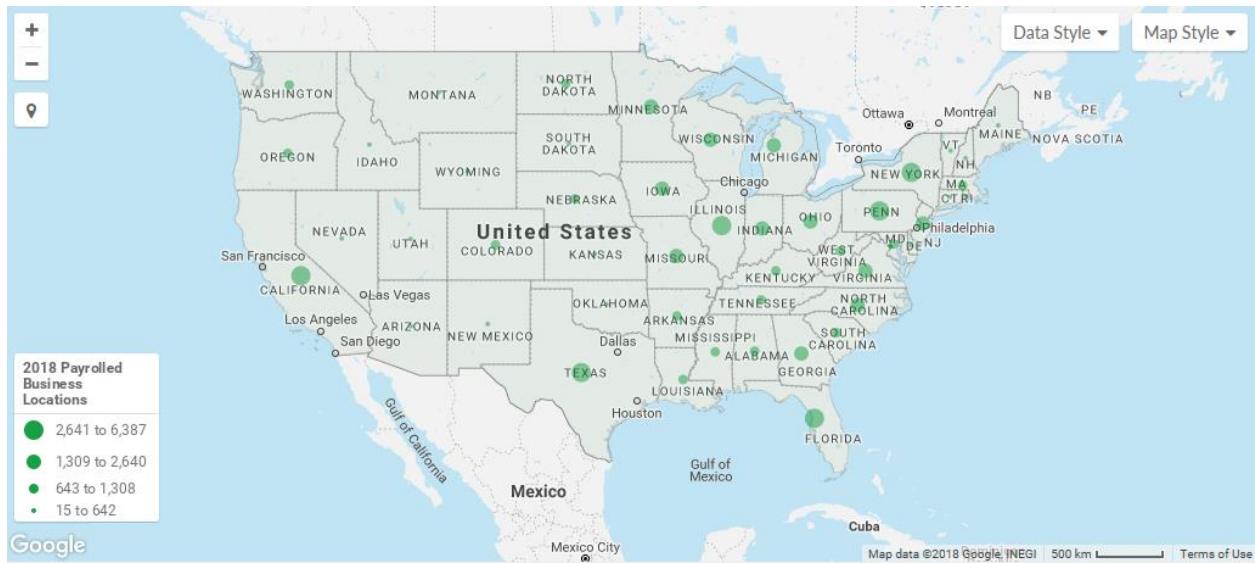 +
−
Data Style
Map Style
NB
PE
Ottawa
Montreal
NORTH
DAKOTA
WASHINGTON
MONTANA
MINNESOTA
MAINE
NOVA SCOTIA
VT
Toronto
WISCONSIN
MICHIGAN
SOUTH
DAKOTA
OREGON
IDAHO
WYOMING
NH
NEW YORK
MA
CT RI
Chicago
IOWA
NEBRASKA
ILLINOIS
INDIANA
OHIO
PENN
Philadelphia
MD
DE
NJ
United States
NEVADA
UTAH
COLORADO
KANSAS
MISSOURI
WEST
VIRGINIA
VIRGINIA
KENTUCKY
San Francisco
CALIFORNIA
Las Vegas
OKLAHOMA
TENNESSEE
NORTH
CAROLINA
ARKANSAS
Los Angeles
ARIZONA
NEW MEXICO
MISSISSIPPI
SOUTH
CAROLINA
San Diego
Dallas
ALABAMA
GEORGIA
TEXAS
LOUISIANA
Houston
FLORIDA
Gulf of California
Gulf of
Mexico
Mexico
Cuba
Mexico City
2018 Payrolled
Business
Locations
2,641 to 6,387
1,309 to 2,640
643 to 1,308
15 to 642
Google
Map data ©2018 Google, INEGI
500 km
Terms of Use